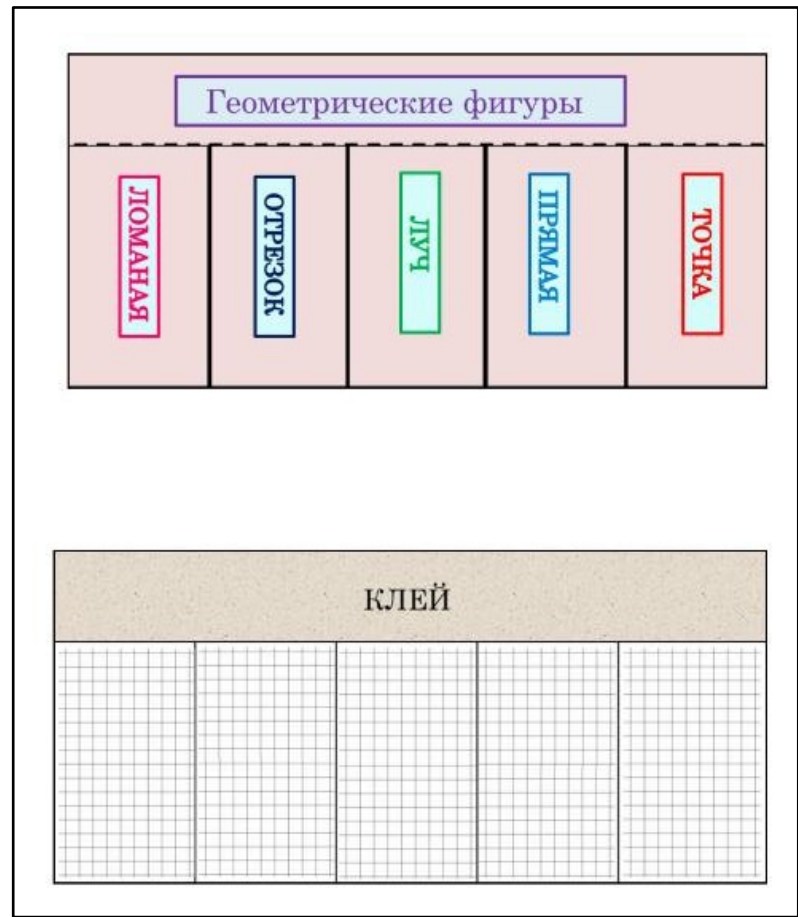 Геометрические фигуры
ЛОМАНАЯ
ОТРЕЗОК
ЛУЧ
ПРЯМАЯ
ТОЧКА
КЛЕЙ